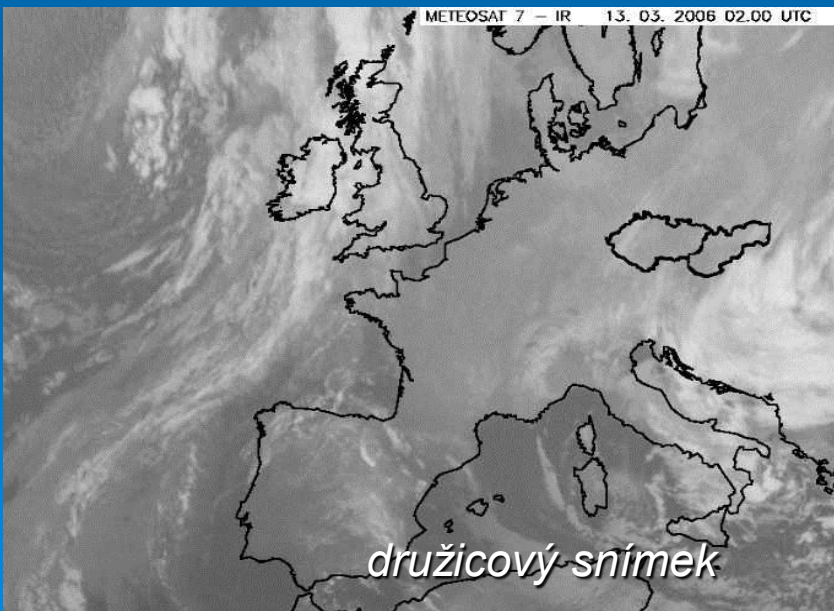 METEOSAT 7 – IR 13. 03. 2006 02.00 UTC
družicový snímek